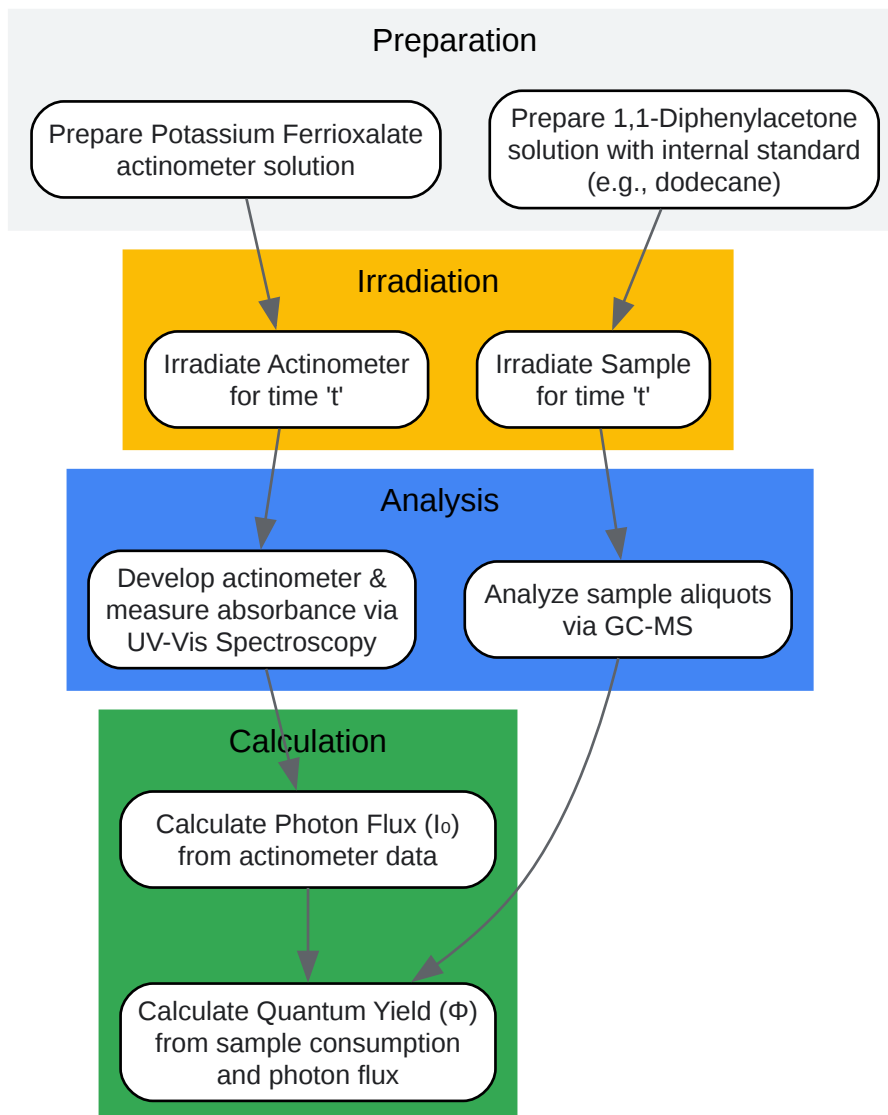 Preparation
Prepare Potassium Ferrioxalate
actinometer solution
Prepare 1,1-Diphenylacetone
solution with internal standard
(e.g., dodecane)
Irradiation
Irradiate Actinometer
for time 't'
Irradiate Sample
for time 't'
Analysis
Develop actinometer &
measure absorbance via
UV-Vis Spectroscopy
Analyze sample aliquots
via GC-MS
Calculation
Calculate Photon Flux (I₀)
from actinometer data
Calculate Quantum Yield (Φ)
from sample consumption
and photon flux